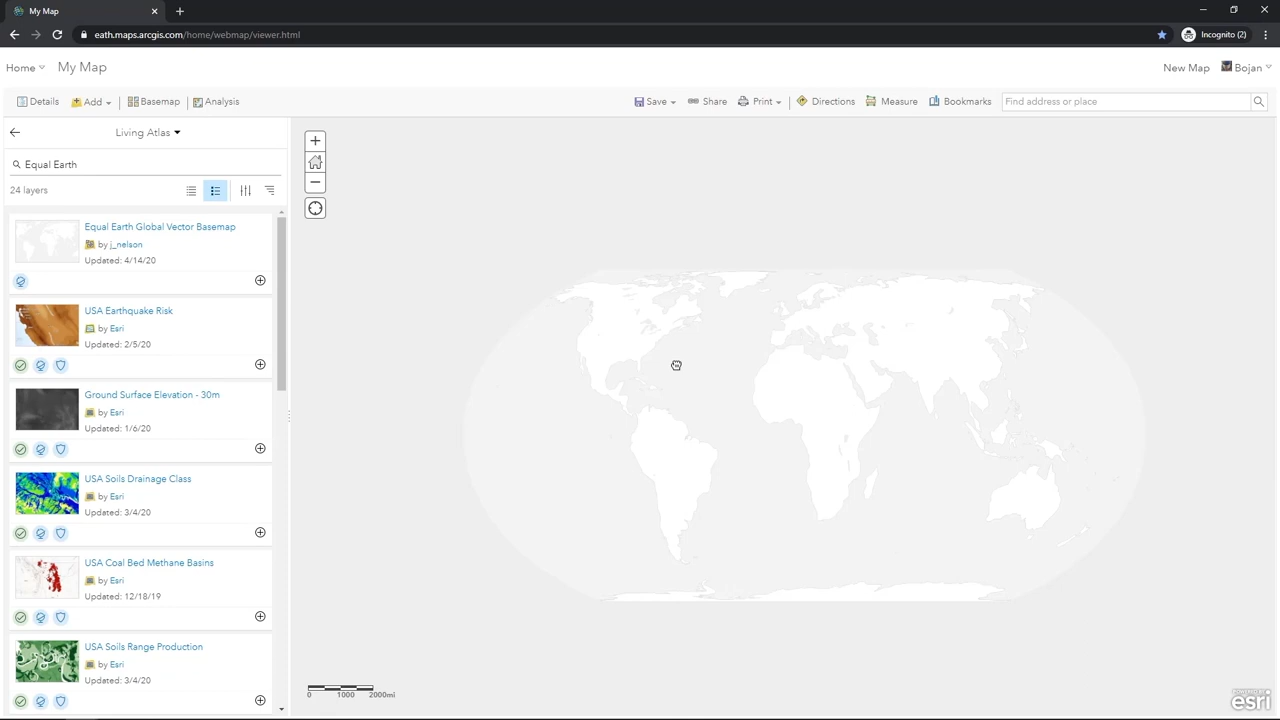 My Map
eath.maps.arcgis.com/home/webmap/viewer.html
Incognito (2)
Home
My Map
New Map
Bojan
Details
Add
Basemap
Analysis
Save
Share
Print
Directions
Measure
Bookmarks
Find address or place
Living Atlas
Equal Earth
24 layers
Equal Earth Global Vector Basemap
by j_nelson
Updated: 4/14/20
USA Earthquake Risk
by Esri
Updated: 2/5/20
Ground Surface Elevation - 30m
by Esri
Updated: 1/6/20
USA Soils Drainage Class
by Esri
Updated: 3/4/20
USA Coal Bed Methane Basins
by Esri
Updated: 12/18/19
USA Soils Range Production
by Esri
Updated: 3/4/20
0 1000 2000mi
POWERED BY
esri